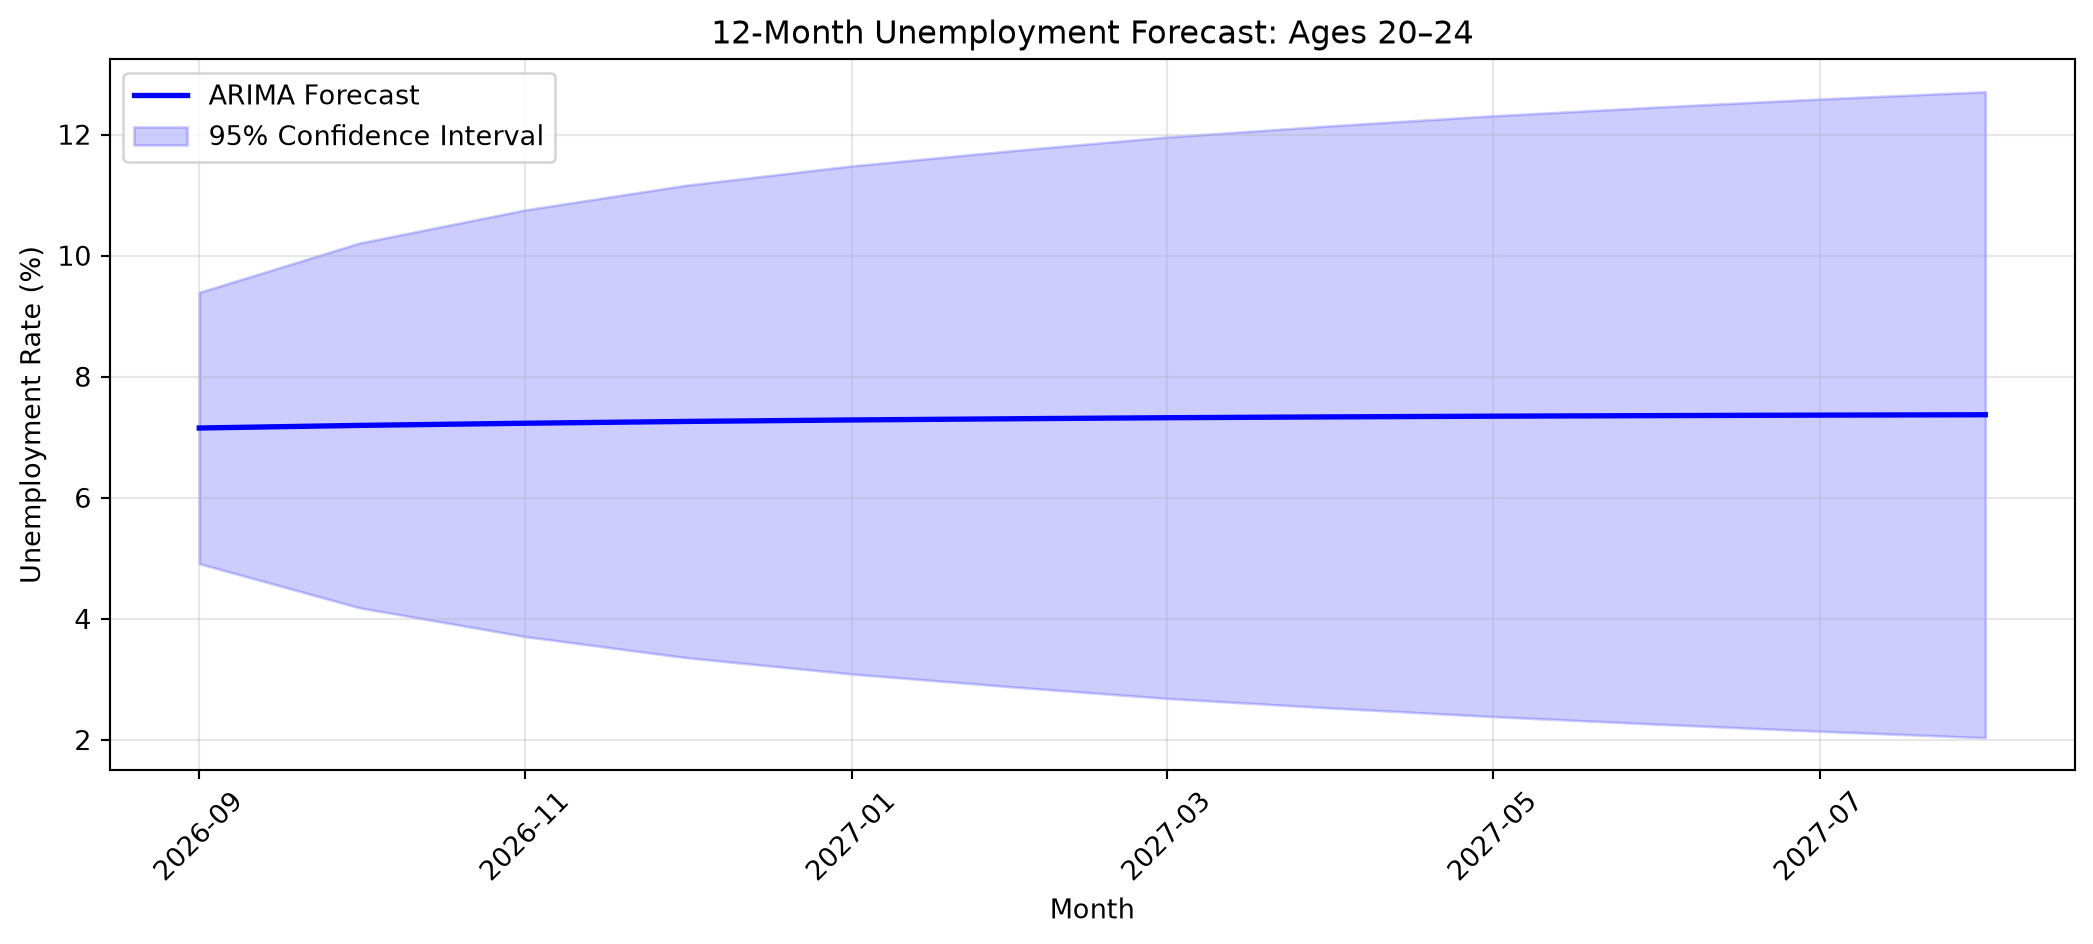 12-Month Unemployment Forecast: Ages 20–24
ARIMA Forecast
95% Confidence Interval
Unemployment Rate (%)
12
10
8
6
4
2
2026-09
2026-11
2027-01
2027-03
2027-05
2027-07
Month